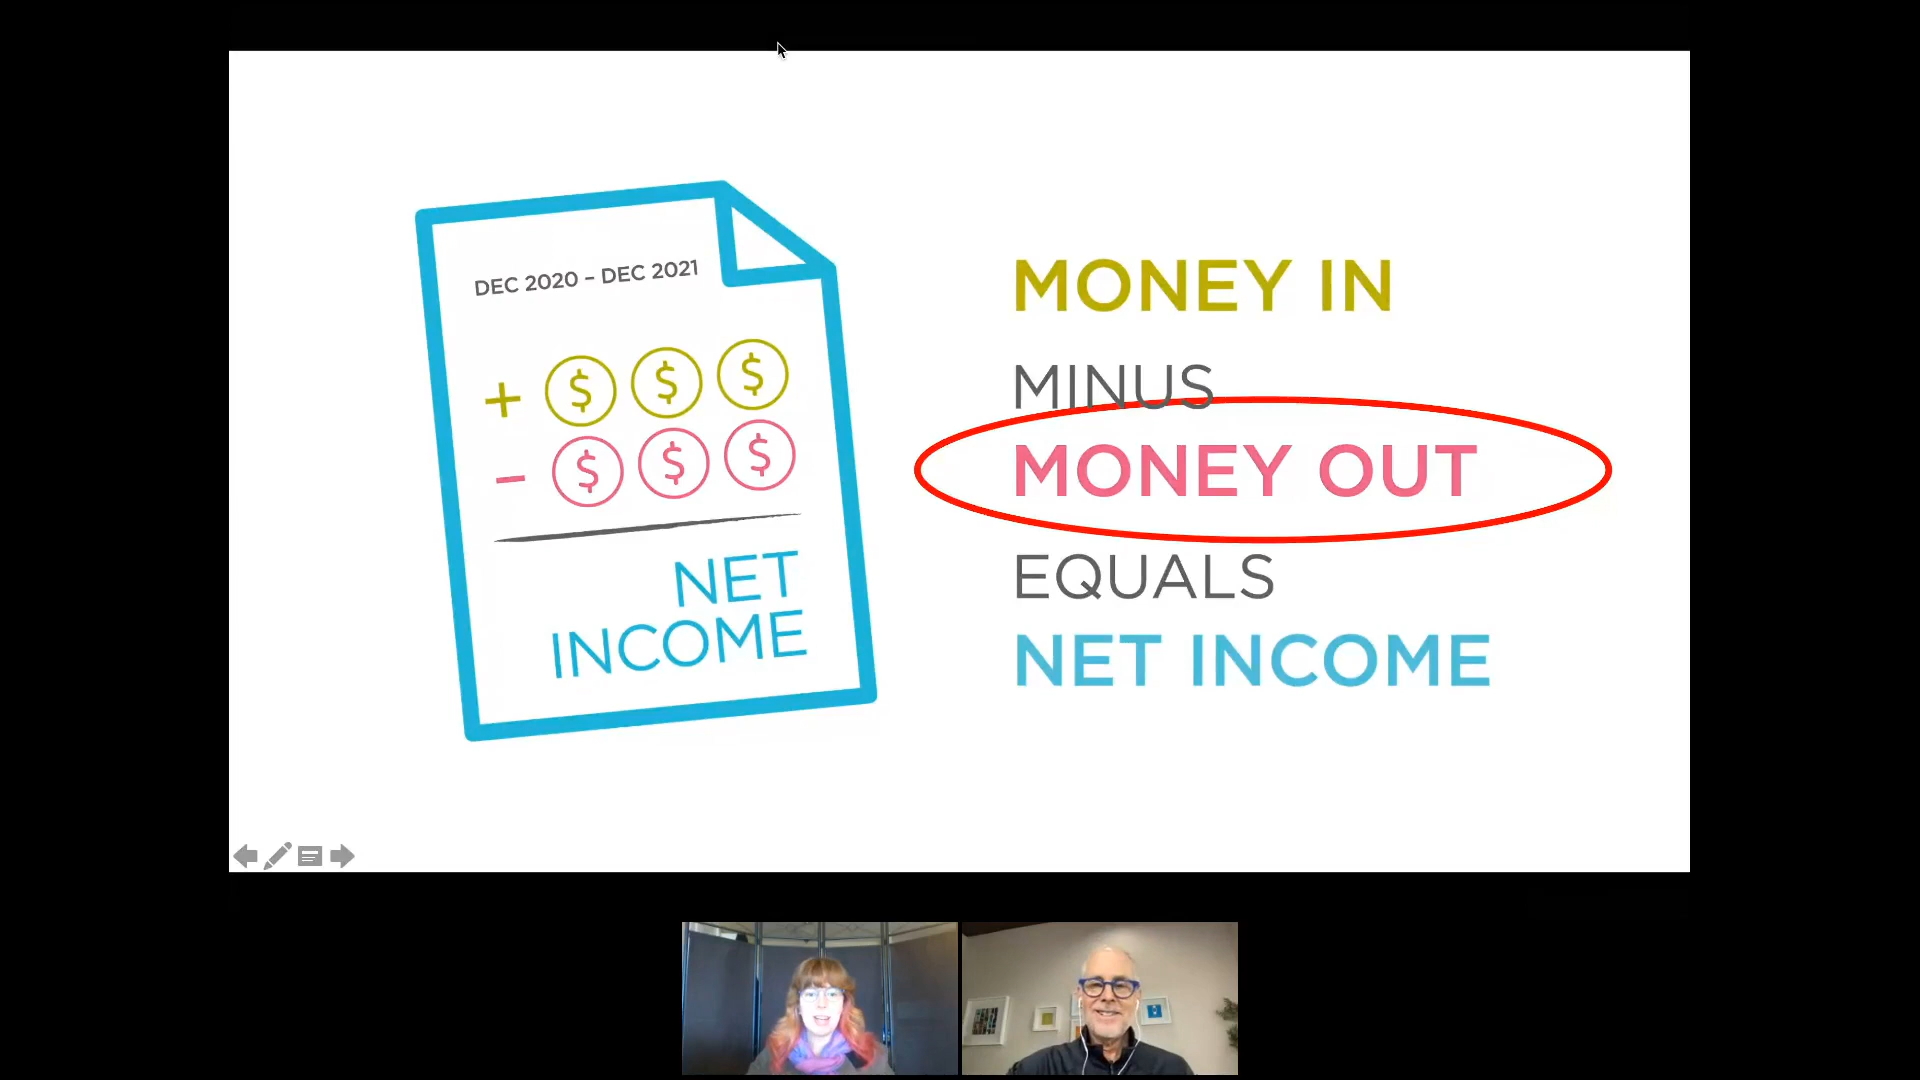 DEC 2020 – DEC 2021
+ $ $ $
– $ $ $
NET
INCOME
MONEY IN
MINUS
MONEY OUT
EQUALS
NET INCOME